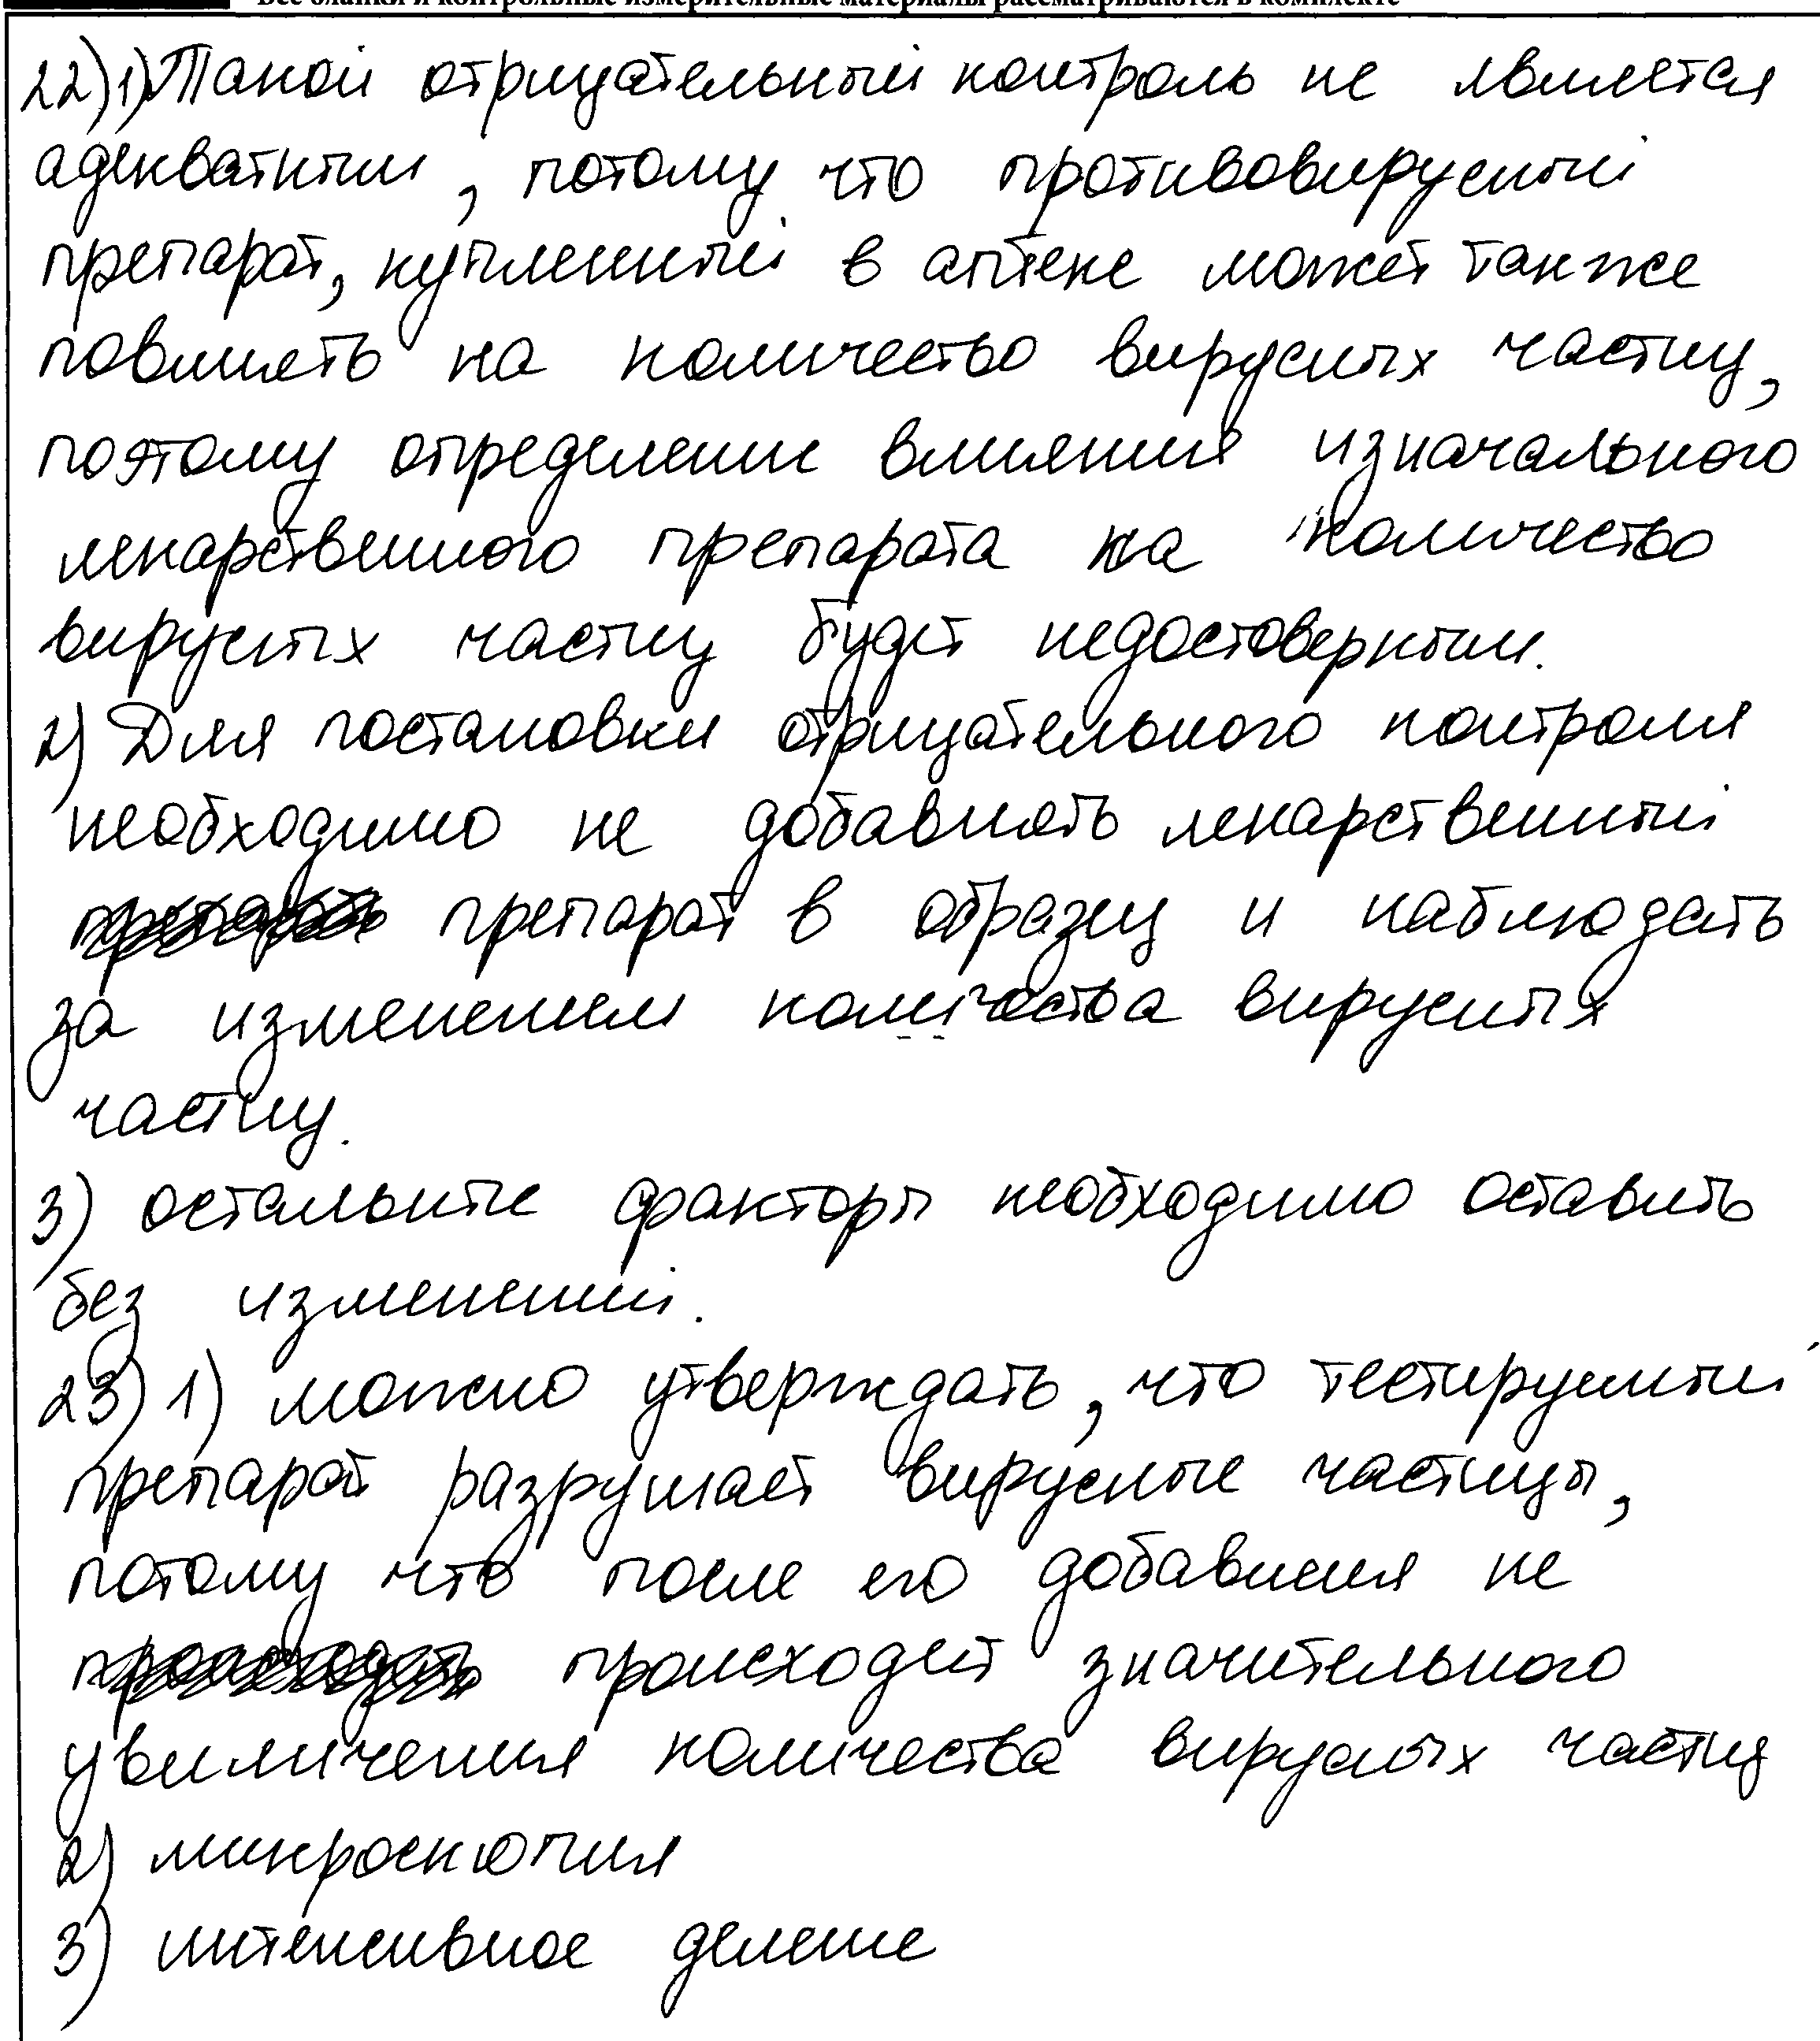 Все бланки и контрольные измерительные материалы рассматриваются в комплекте
22) 1) Такой отрицательный контроль не является
адекватным, потому что противовирусный
препарат, купленный в аптеке может также
повлиять на количество вирусных частиц,
поэтому определение влияния изначального
лекарственного препарата на количество
вирусных частиц будет недостоверным.
2) Для постановки отрицательного контроля
необходимо не добавлять лекарственный
препарат в образец и наблюдать
за изменением количества вирусных
частиц.
3) остальные факторы необходимо оставить
без изменений.
23) 1) можно утверждать, что тестируемый
препарат разрушает вирусные частицы,
потому что после его добавления не
происходит значительного
увеличения количества вирусных частиц
2) микроскопия
3) интенсивное деление